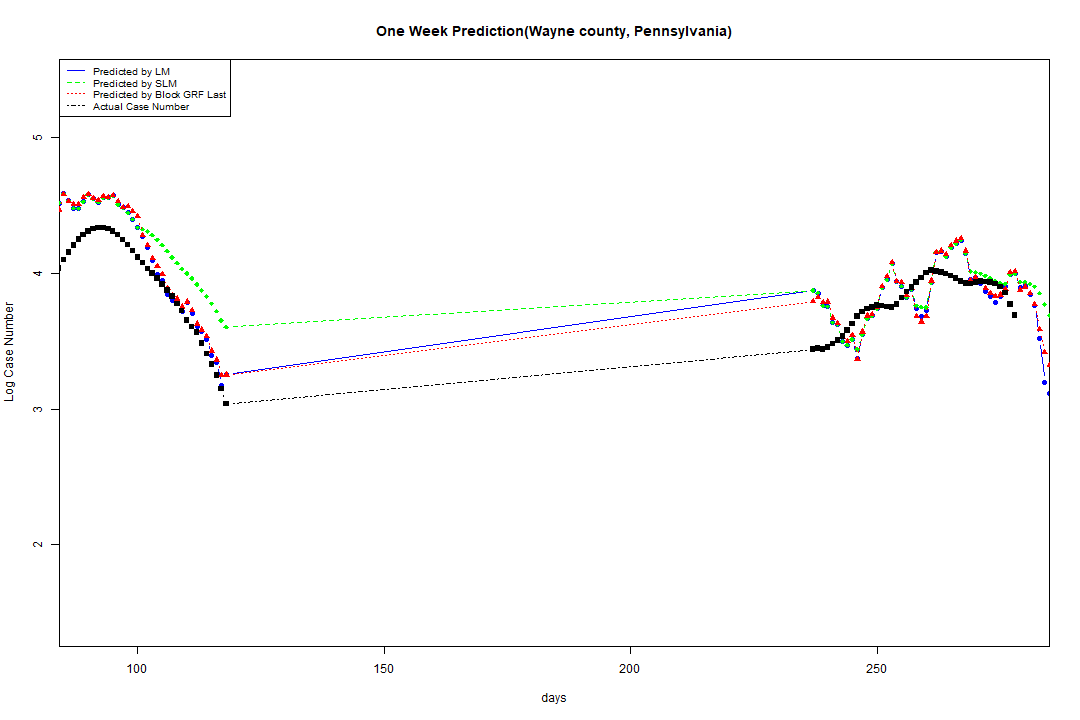 One Week Prediction(Wayne county, Pennsylvania)
Predicted by LM
Predicted by SLM
Predicted by Block GRF Last
Actual Case Number
5
4
3
2
Log Case Number
100 150 200 250
days